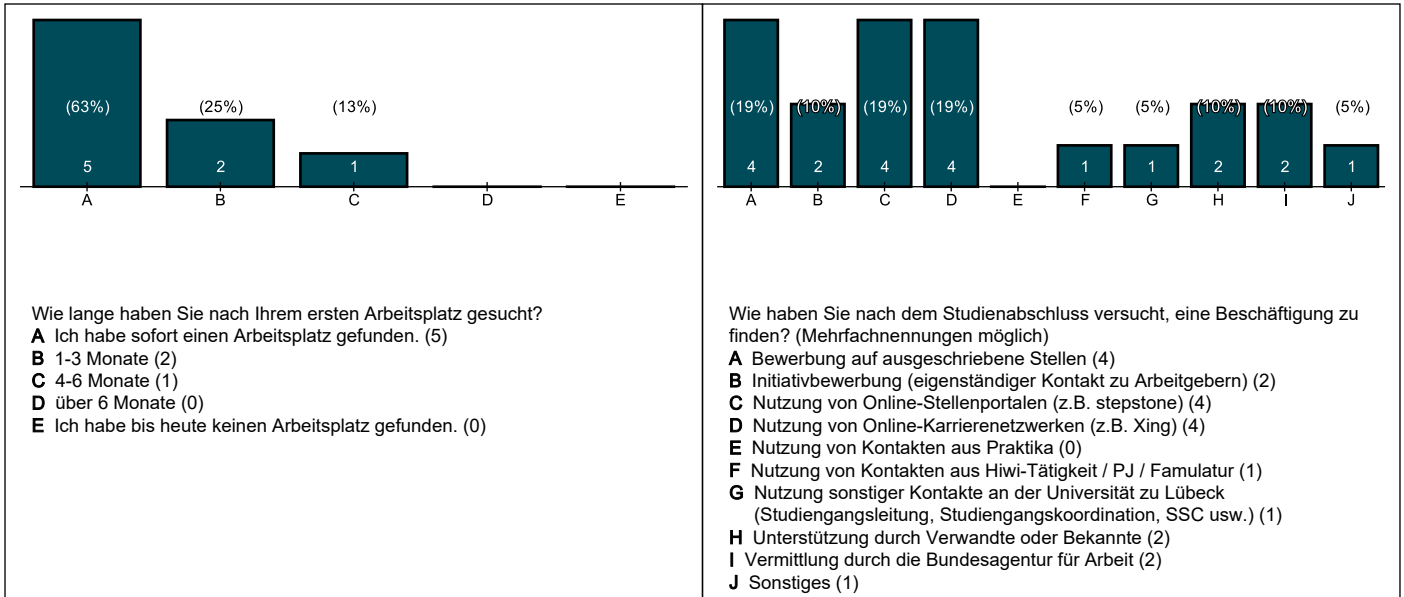 (63%) (25%) (13%)
5 2 1
A B C D E
Wie lange haben Sie nach Ihrem ersten Arbeitsplatz gesucht?
A Ich habe sofort einen Arbeitsplatz gefunden. (5)
B 1-3 Monate (2)
C 4-6 Monate (1)
D über 6 Monate (0)
E Ich habe bis heute keinen Arbeitsplatz gefunden. (0)
(19%) (10%) (19%) (19%) (5%) (5%) (10%) (10%) (5%)
4 2 4 4 1 1 2 2 1
A B C D E F G H I J
Wie haben Sie nach dem Studienabschluss versucht, eine Beschäftigung zu
finden? (Mehrfachnennungen möglich)
A Bewerbung auf ausgeschriebene Stellen (4)
B Initiativbewerbung (eigenständiger Kontakt zu Arbeitgebern) (2)
C Nutzung von Online-Stellenportalen (z.B. stepstone) (4)
D Nutzung von Online-Karrierenetzwerken (z.B. Xing) (4)
E Nutzung von Kontakten aus Praktika (0)
F Nutzung von Kontakten aus Hiwi-Tätigkeit / PJ / Famulatur (1)
G Nutzung sonstiger Kontakte an der Universität zu Lübeck
(Studiengangsleitung, Studiengangskoordination, SSC usw.) (1)
H Unterstützung durch Verwandte oder Bekannte (2)
I Vermittlung durch die Bundesagentur für Arbeit (2)
J Sonstiges (1)